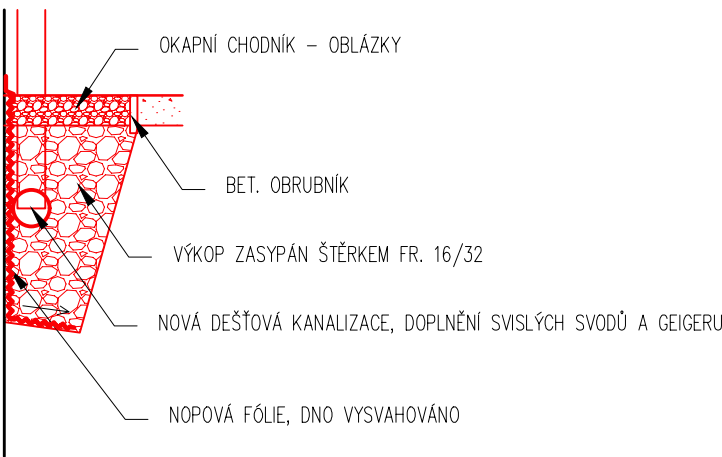 OKAPNÍ CHODNÍK – OBLÁZKY
BET. OBRUBNÍK
VÝKOP ZASYPÁN ŠTĚRKEM FR. 16/32
NOVÁ DEŠŤOVÁ KANALIZACE, DOPLNĚNÍ SVISLÝCH SVODŮ A GEIGERU
NOPOVÁ FÓLIE, DNO VYSVAHOVÁNO